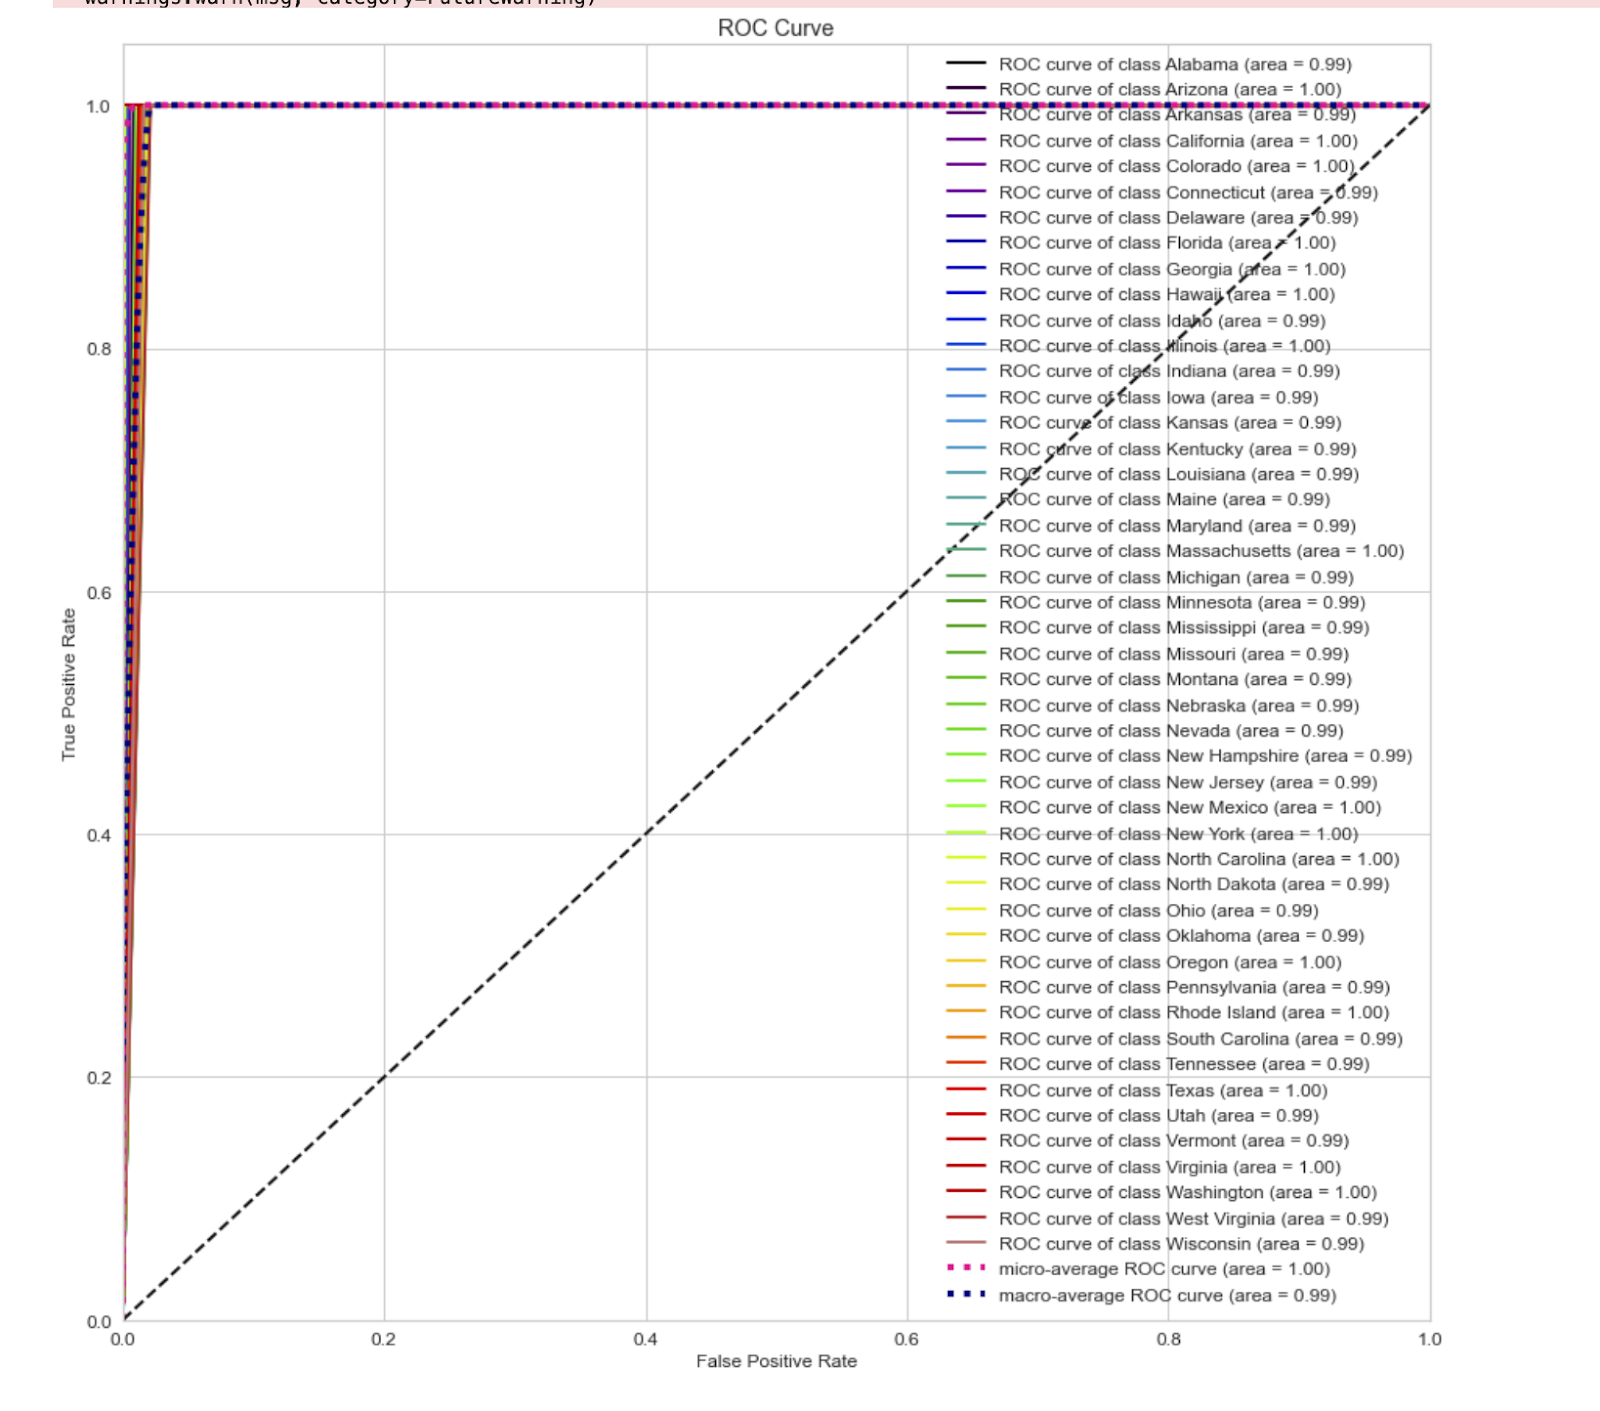 warnings.warn(msg, category=FutureWarning)
ROC Curve
ROC curve of class Alabama (area = 0.99)
ROC curve of class Arizona (area = 1.00)
ROC curve of class Arkansas (area = 0.99)
ROC curve of class California (area = 1.00)
ROC curve of class Colorado (area = 1.00)
ROC curve of class Connecticut (area = 0.99)
ROC curve of class Delaware (area = 0.99)
ROC curve of class Florida (area = 1.00)
ROC curve of class Georgia (area = 1.00)
ROC curve of class Hawaii (area = 1.00)
ROC curve of class Idaho (area = 0.99)
ROC curve of class Illinois (area = 1.00)
ROC curve of class Indiana (area = 0.99)
ROC curve of class Iowa (area = 0.99)
ROC curve of class Kansas (area = 0.99)
ROC curve of class Kentucky (area = 0.99)
ROC curve of class Louisiana (area = 0.99)
ROC curve of class Maine (area = 0.99)
ROC curve of class Maryland (area = 0.99)
ROC curve of class Massachusetts (area = 1.00)
ROC curve of class Michigan (area = 0.99)
ROC curve of class Minnesota (area = 0.99)
ROC curve of class Mississippi (area = 0.99)
ROC curve of class Missouri (area = 0.99)
ROC curve of class Montana (area = 0.99)
ROC curve of class Nebraska (area = 0.99)
ROC curve of class Nevada (area = 0.99)
ROC curve of class New Hampshire (area = 0.99)
ROC curve of class New Jersey (area = 0.99)
ROC curve of class New Mexico (area = 1.00)
ROC curve of class New York (area = 1.00)
ROC curve of class North Carolina (area = 1.00)
ROC curve of class North Dakota (area = 0.99)
ROC curve of class Ohio (area = 0.99)
ROC curve of class Oklahoma (area = 0.99)
ROC curve of class Oregon (area = 1.00)
ROC curve of class Pennsylvania (area = 0.99)
ROC curve of class Rhode Island (area = 1.00)
ROC curve of class South Carolina (area = 0.99)
ROC curve of class Tennessee (area = 0.99)
ROC curve of class Texas (area = 1.00)
ROC curve of class Utah (area = 0.99)
ROC curve of class Vermont (area = 0.99)
ROC curve of class Virginia (area = 1.00)
ROC curve of class Washington (area = 1.00)
ROC curve of class West Virginia (area = 0.99)
ROC curve of class Wisconsin (area = 0.99)
micro-average ROC curve (area = 1.00)
macro-average ROC curve (area = 0.99)
1.0
0.8
0.6
0.4
0.2
0.0
True Positive Rate
0.0
0.2
0.4
0.6
0.8
1.0
False Positive Rate